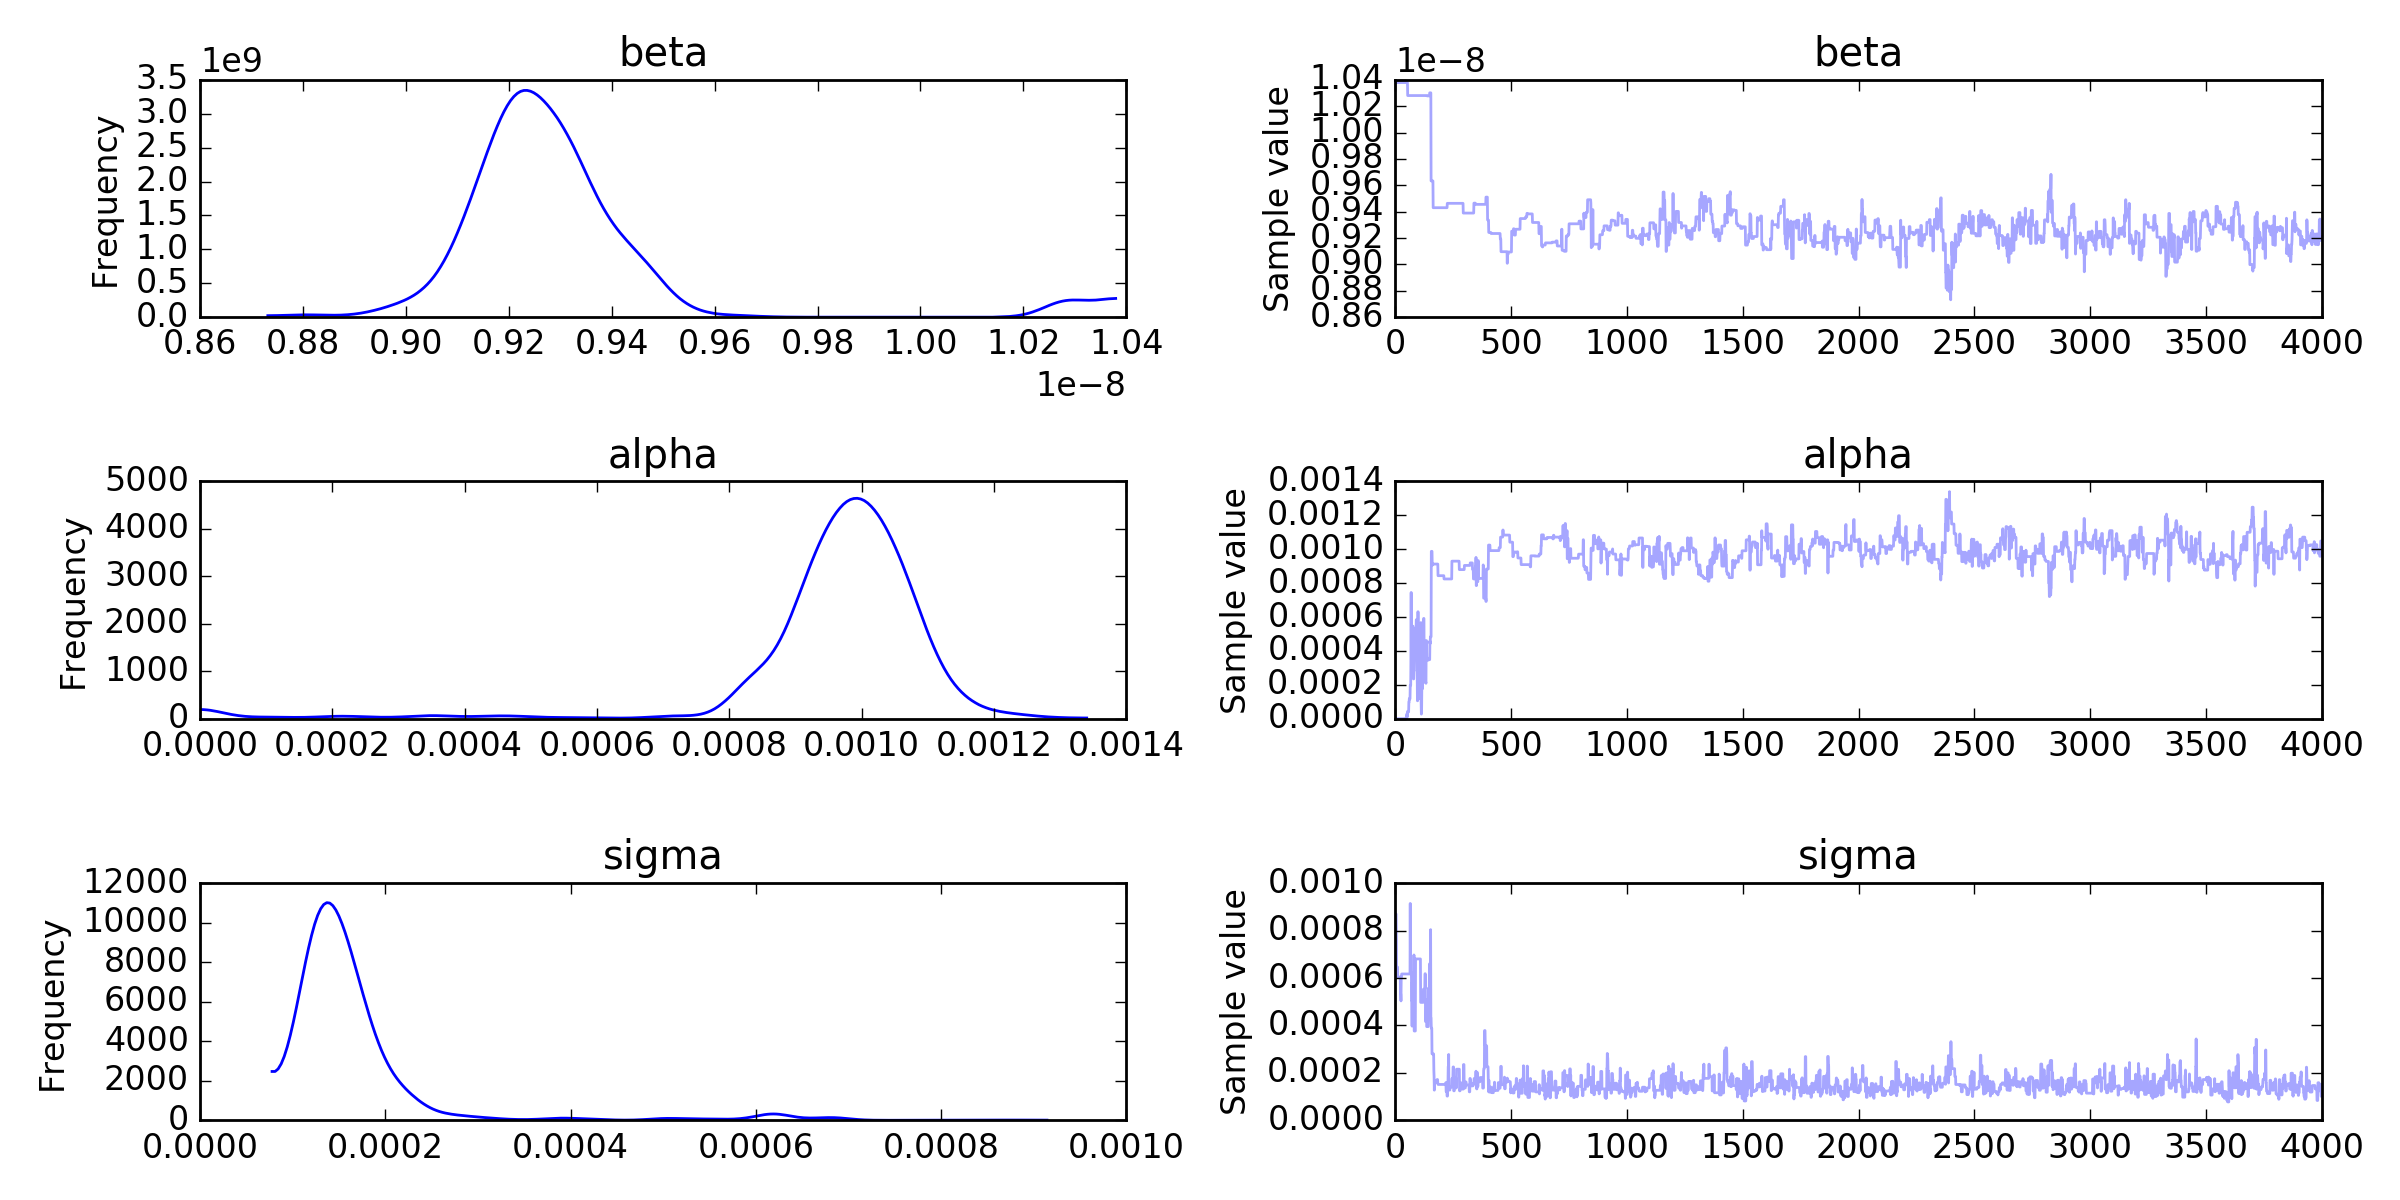 beta
1e9
Frequency
3.5
3.0
2.5
2.0
1.5
1.0
0.5
0.0
0.86 0.88 0.90 0.92 0.94 0.96 0.98 1.00 1.02 1.04
1e−8
beta
1e−8
Sample value
1.04
1.02
1.00
0.98
0.96
0.94
0.92
0.90
0.88
0.86
0 500 1000 1500 2000 2500 3000 3500 4000
alpha
Frequency
5000
4000
3000
2000
1000
0
0.0000 0.0002 0.0004 0.0006 0.0008 0.0010 0.0012 0.0014
alpha
Sample value
0.0014
0.0012
0.0010
0.0008
0.0006
0.0004
0.0002
0.0000
0 500 1000 1500 2000 2500 3000 3500 4000
sigma
Frequency
12000
10000
8000
6000
4000
2000
0
0.0000 0.0002 0.0004 0.0006 0.0008 0.0010
sigma
Sample value
0.0010
0.0008
0.0006
0.0004
0.0002
0.0000
0 500 1000 1500 2000 2500 3000 3500 4000